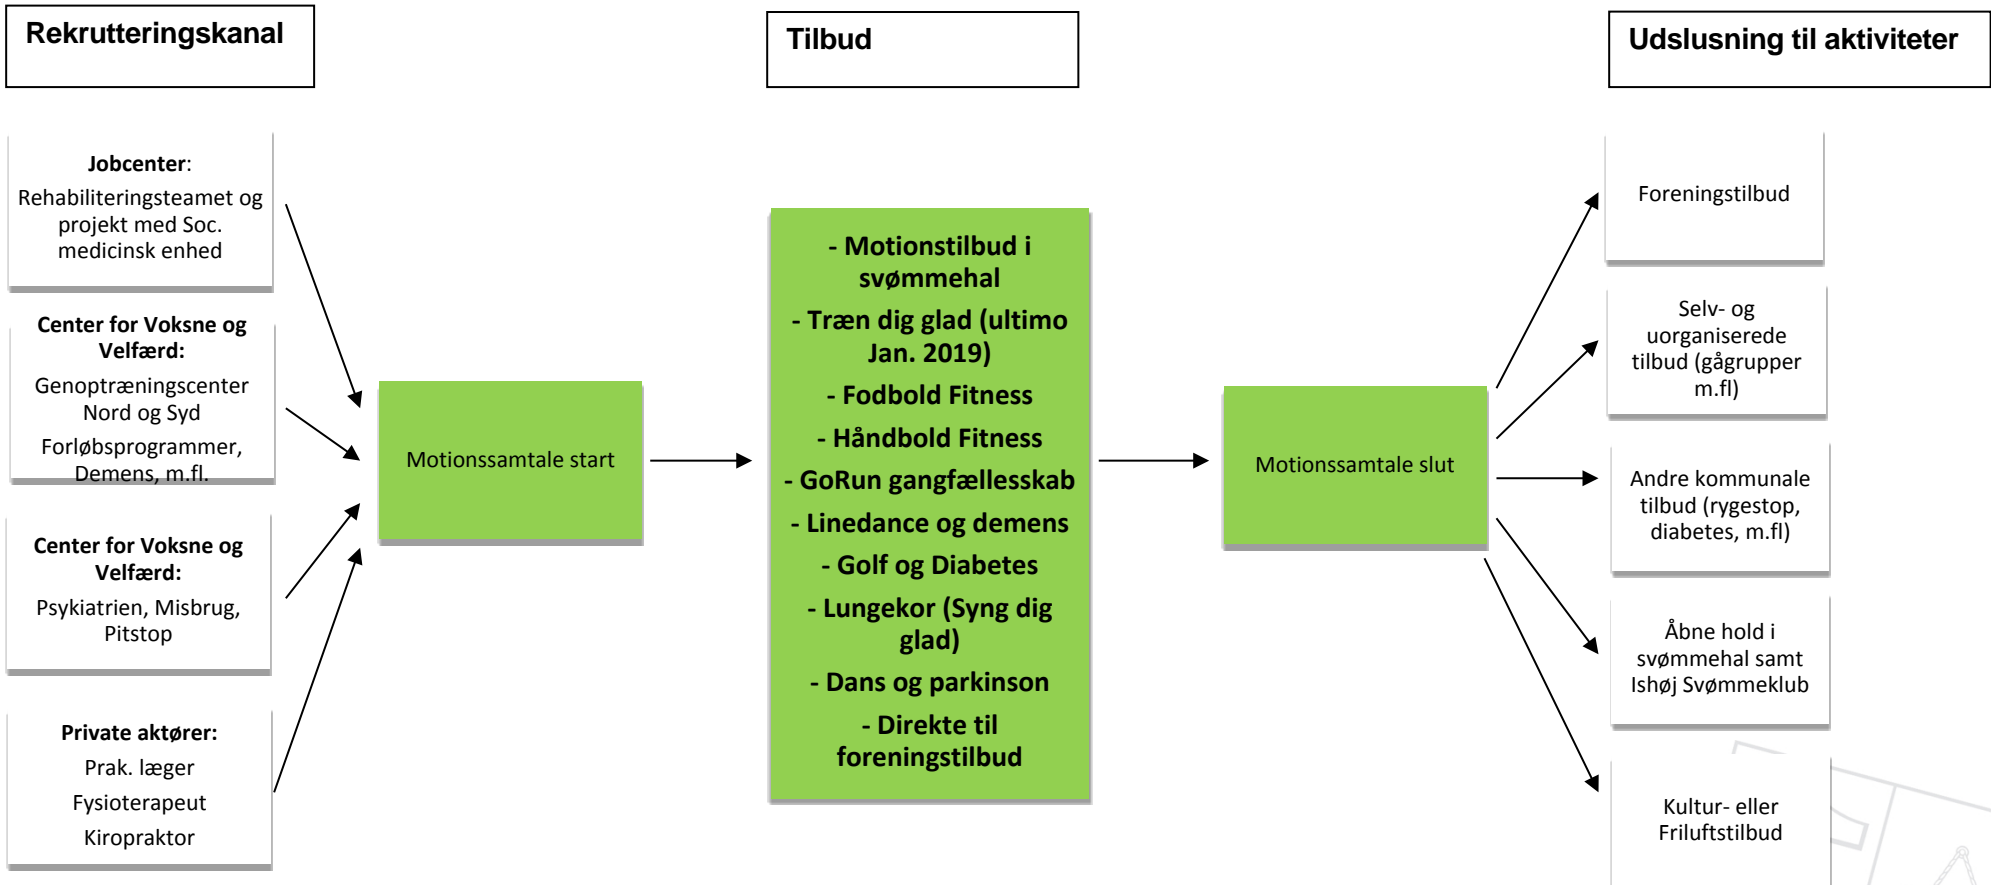 Rekrutteringskanal
Tilbud
Udslusning til aktiviteter
Jobcenter:
Rehabiliteringsteamet og
projekt med Soc.
medicinsk enhed
Center for Voksne og
Velfærd:
Genoptræningscenter
Nord og Syd
Forløbsprogrammer,
Demens, m.fl.
Center for Voksne og
Velfærd:
Psykiatrien, Misbrug,
Pitstop
Private aktører:
Prak. læger
Fysioterapeut
Kiropraktor
Motionssamtale start
- Motionstilbud i
svømmehal
- Træn dig glad (ultimo
Jan. 2019)
- Fodbold Fitness
- Håndbold Fitness
- GoRun gangfællesskab
- Linedance og demens
- Golf og Diabetes
- Lungekor (Syng dig
glad)
- Dans og parkinson
- Direkte til
foreningstilbud
Motionssamtale slut
Foreningstilbud
Selv- og
uorganiserede
tilbud (gågrupper
m.fl)
Andre kommunale
tilbud (rygestop,
diabetes, m.fl)
Åbne hold i
svømmehal samt
Ishøj Svømmeklub
Kultur- eller
Friluftstilbud